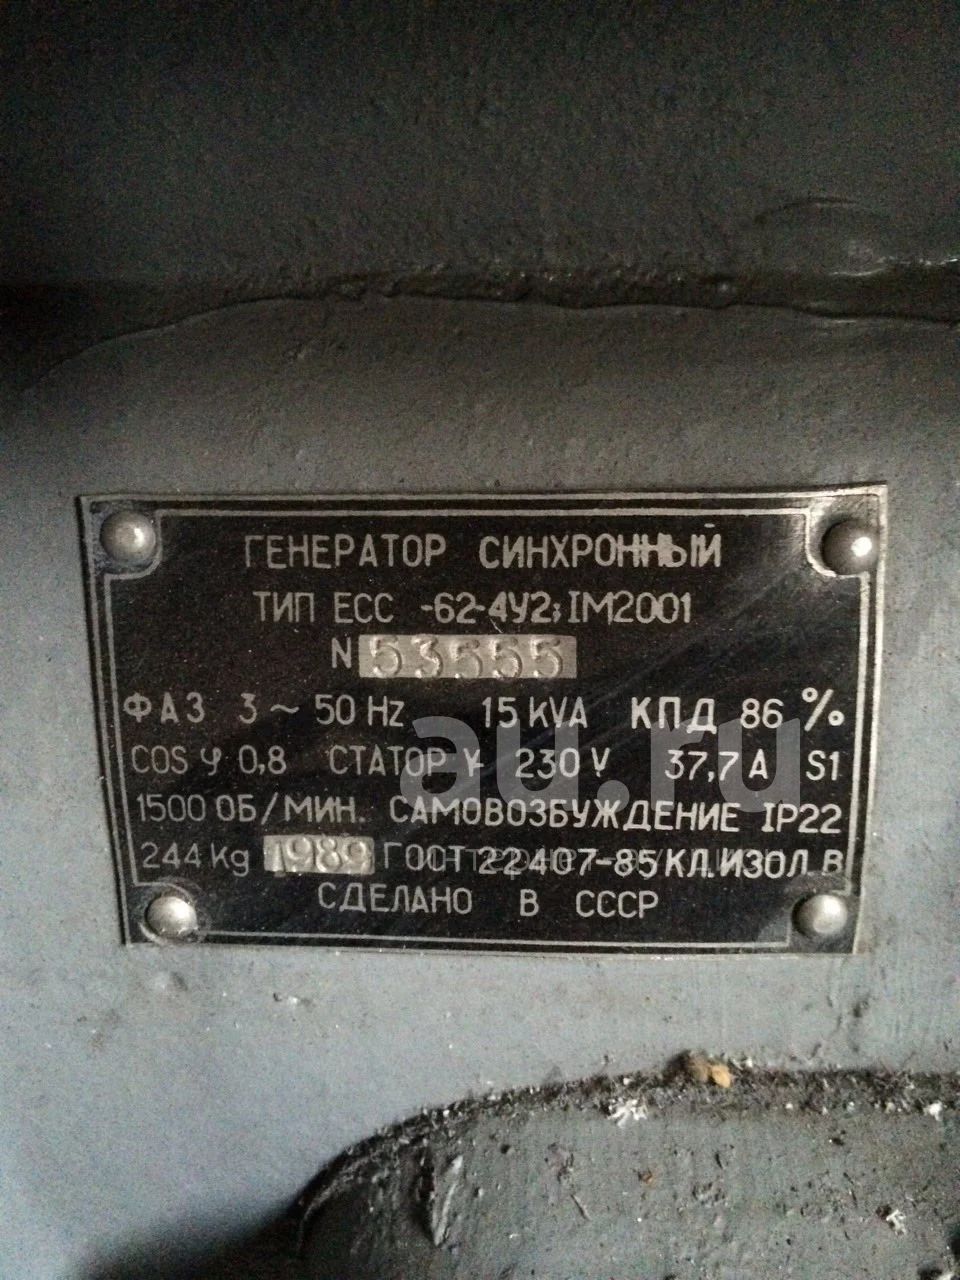 ГЕНЕРАТОР СИНХРОННЫЙ
ТИП ЕСС -62-4У2; IM2001
N 53555
ФАЗ 3 ~ 50 Hz 15 KVA КПД 86 %
COS φ 0,8 СТАТОР Y 230 V 37,7 A S1
1500 ОБ/МИН. САМОВОЗБУЖДЕНИЕ IP22
244 Kg 1989 ГОСТ 22407-85 КЛ. ИЗОЛ В
СДЕЛАНО В СССР
au.ru